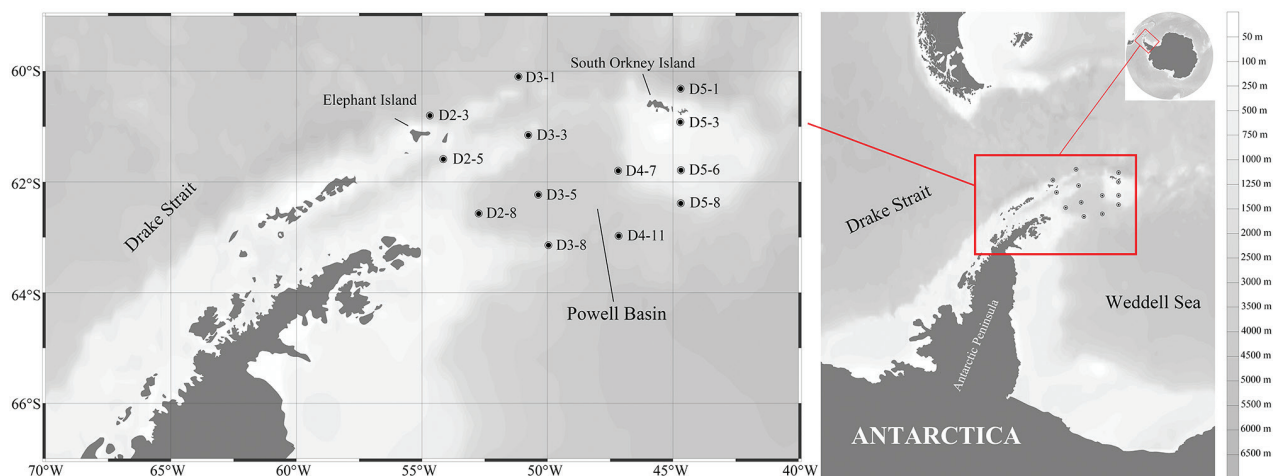 60°S
62°S
64°S
66°S
70°W
65°W
60°W
55°W
50°W
45°W
40°W
D3-1
South Orkney Island
D5-1
Elephant Island
D2-3
D5-3
D3-3
D2-5
D4-7
D5-6
D3-5
D5-8
D2-8
D4-11
D3-8
Drake Strait
Powell Basin
Drake Strait
Weddell Sea
Antarctic Peninsula
ANTARCTICA
50 m
100 m
250 m
500 m
750 m
1000 m
1250 m
1500 m
2000 m
2500 m
3000 m
3500 m
4000 m
4500 m
5000 m
5500 m
6000 m
6500 m